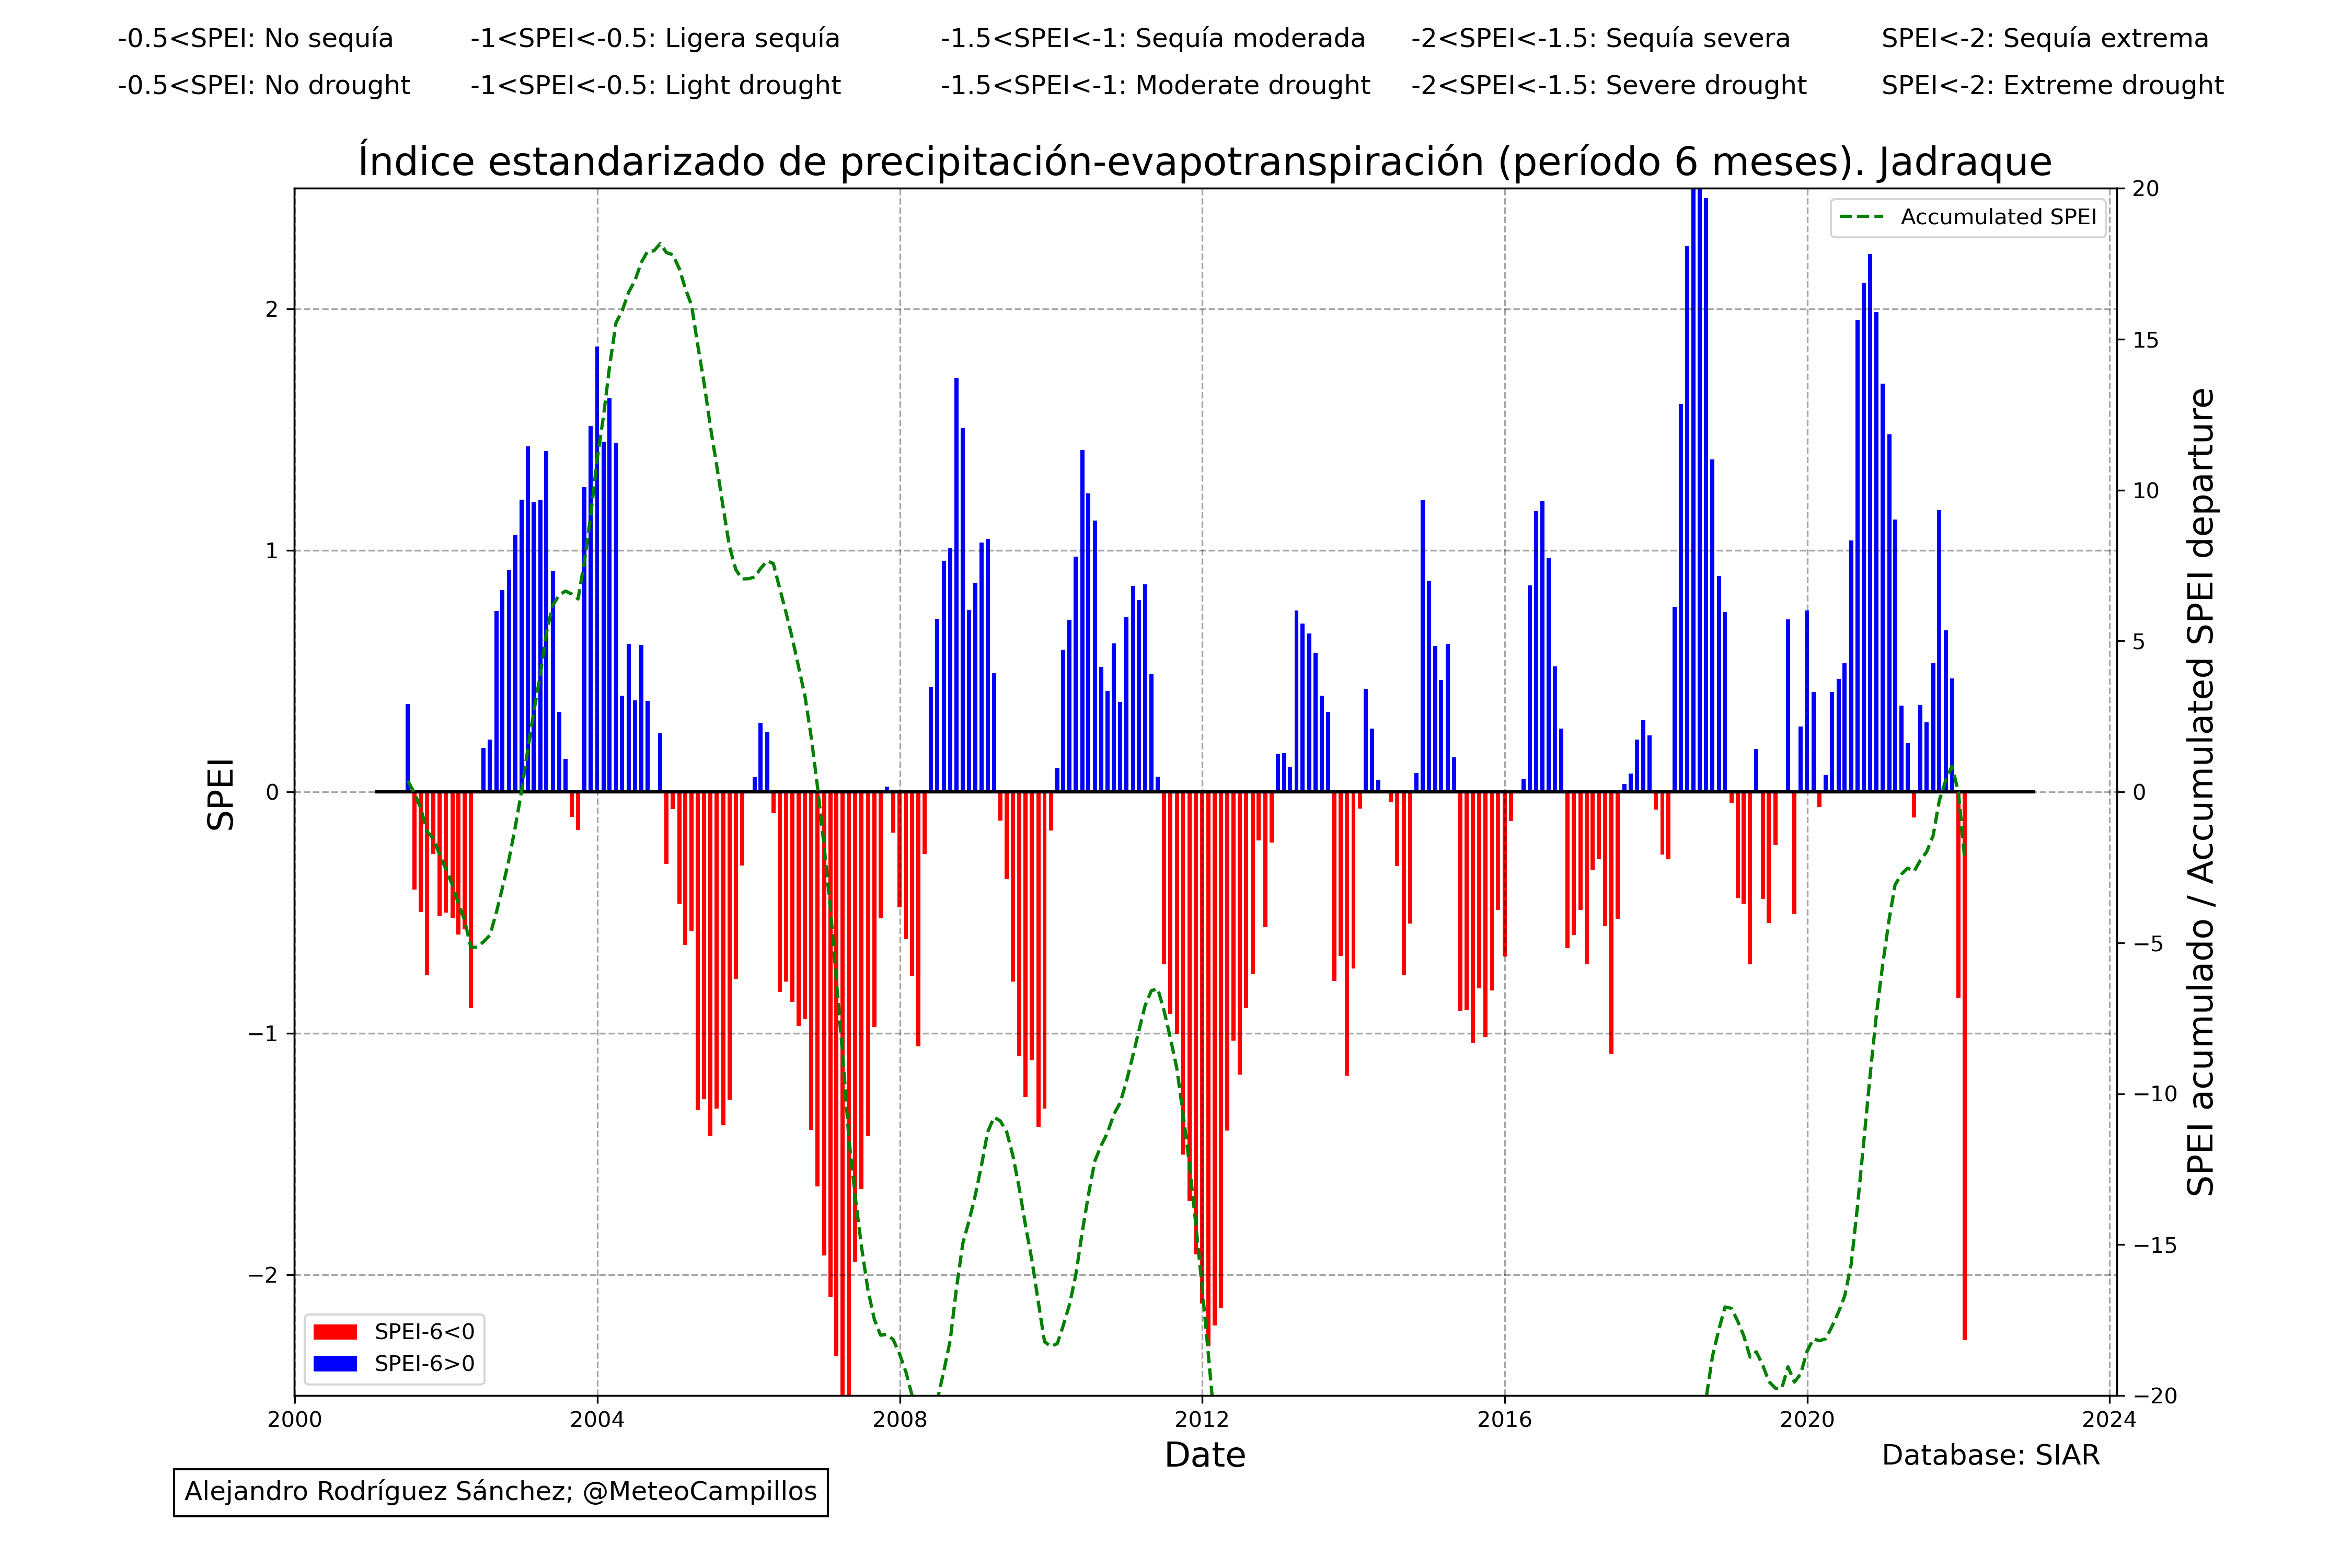 -0.5<SPEI: No sequía -1<SPEI<-0.5: Ligera sequía -1.5<SPEI<-1: Sequía moderada -2<SPEI<-1.5: Sequía severa SPEI<-2: Sequía extrema
-0.5<SPEI: No drought -1<SPEI<-0.5: Light drought -1.5<SPEI<-1: Moderate drought -2<SPEI<-1.5: Severe drought SPEI<-2: Extreme drought
Índice estandarizado de precipitación-evapotranspiración (período 6 meses). Jadraque
Accumulated SPEI
SPEI
2
1
0
−1
−2
20
15
10
5
0
−5
−10
−15
−20
SPEI acumulado / Accumulated SPEI departure
SPEI-6<0
SPEI-6>0
2000 2004 2008 2012 2016 2020 2024
Date
Database: SIAR
Alejandro Rodríguez Sánchez; @MeteoCampillos